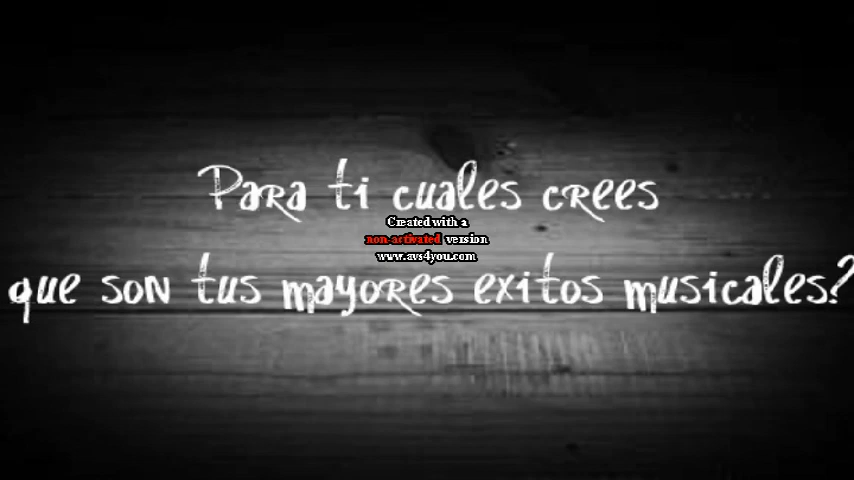 Para ti cuales crees
Created with a
non-activated version
www.avs4you.com
que son tus mayores exitos musicales?